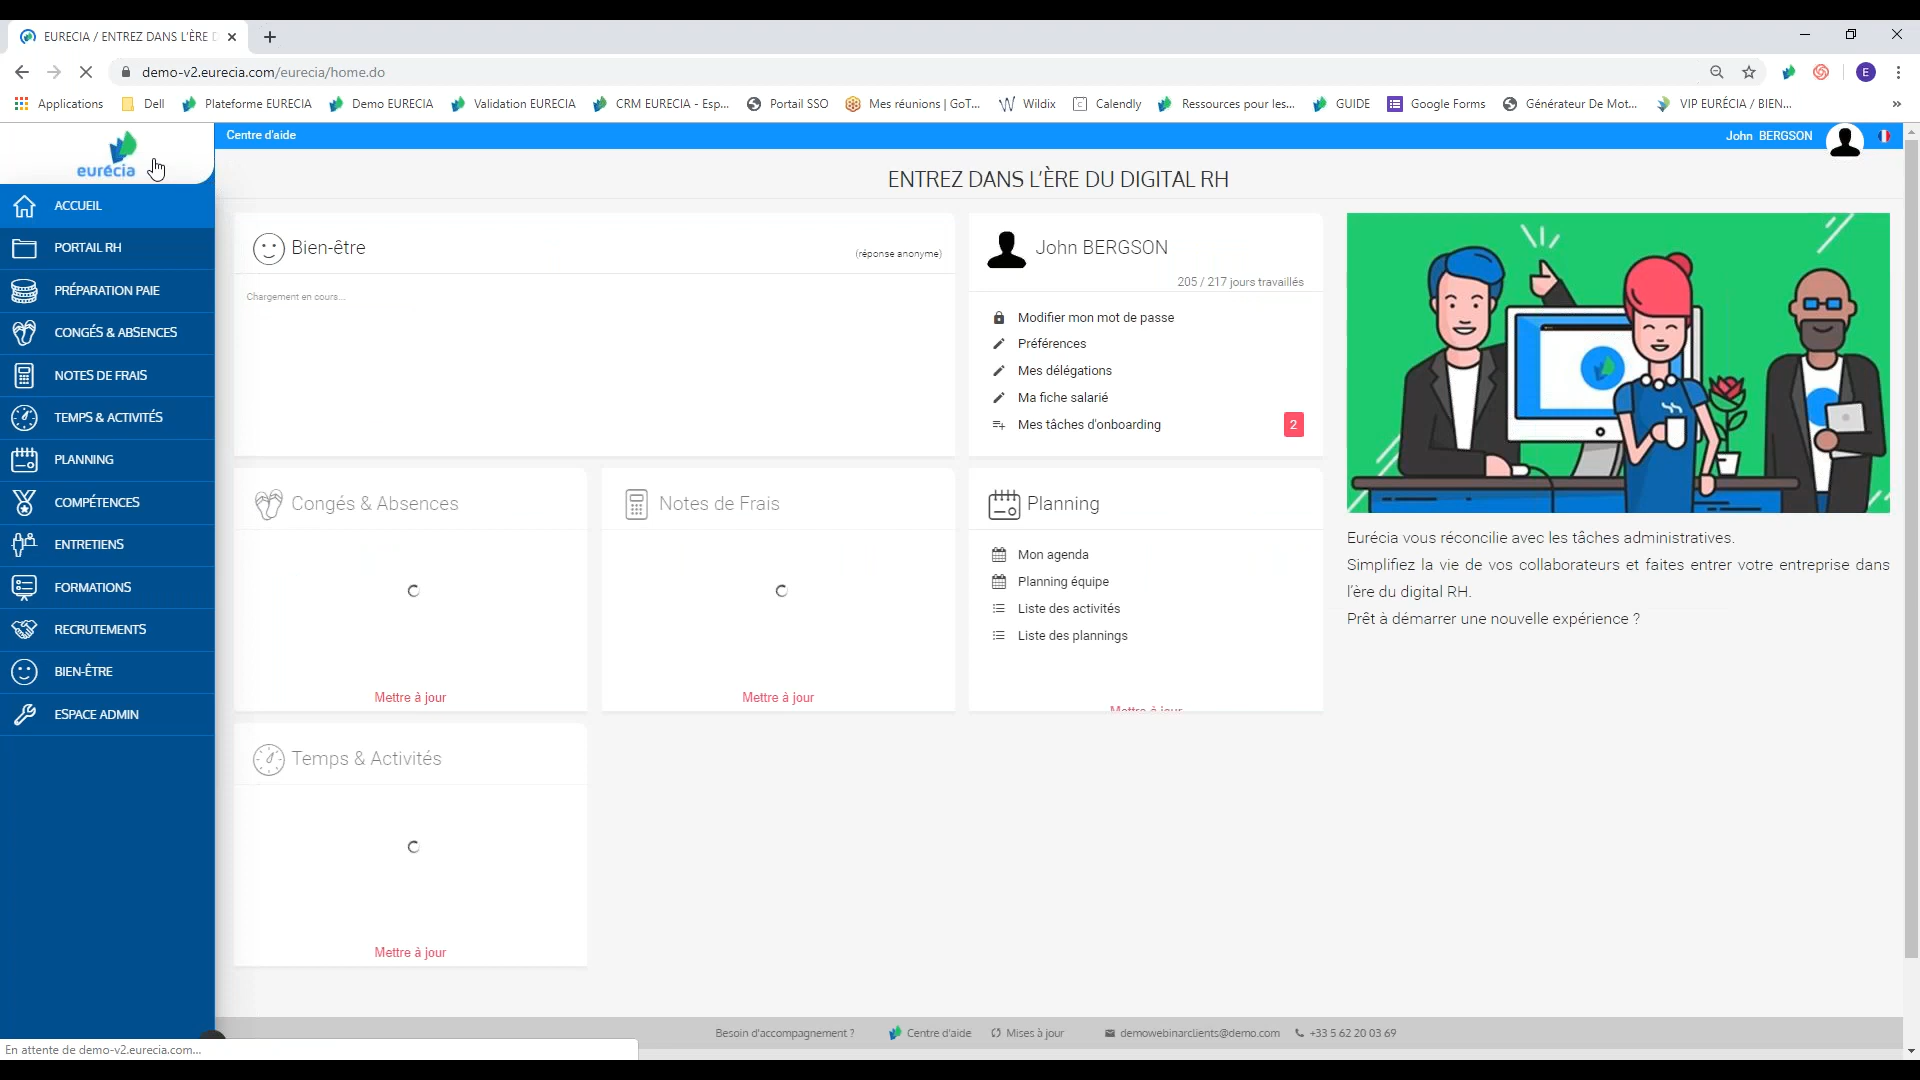 EURECIA / ENTREZ DANS L'ÈRE D
demo-v2.eurecia.com/eurecia/home.do
E
Applications
Dell
Plateforme EURECIA
Demo EURECIA
Validation EURECIA
CRM EURECIA - Esp...
Portail SSO
Mes réunions | GoT...
Wildix
Calendly
Ressources pour les...
GUIDE
Google Forms
Générateur De Mot...
VIP EURÉCIA / BIEN...
»
eurécia
Centre d'aide
John BERGSON
ACCUEIL
PORTAIL RH
PRÉPARATION PAIE
CONGÉS & ABSENCES
NOTES DE FRAIS
TEMPS & ACTIVITÉS
PLANNING
COMPÉTENCES
ENTRETIENS
FORMATIONS
RECRUTEMENTS
BIEN-ÊTRE
ESPACE ADMIN
ENTREZ DANS L'ÈRE DU DIGITAL RH
Bien-être
(réponse anonyme)
Chargement en cours...
John BERGSON
205 / 217 jours travaillés
Modifier mon mot de passe
Préférences
Mes délégations
Ma fiche salarié
Mes tâches d'onboarding
2
Congés & Absences
Mettre à jour
Notes de Frais
Mettre à jour
Planning
Mon agenda
Planning équipe
Liste des activités
Liste des plannings
Mettre à jour
Temps & Activités
Mettre à jour
Eurécia vous réconcilie avec les tâches administratives.
Simplifiez la vie de vos collaborateurs et faites entrer votre entreprise dans
l'ère du digital RH.
Prêt à démarrer une nouvelle expérience ?
Besoin d'accompagnement ?
Centre d'aide
Mises à jour
demowebinarclients@demo.com
+33 5 62 20 03 69
En attente de demo-v2.eurecia.com...